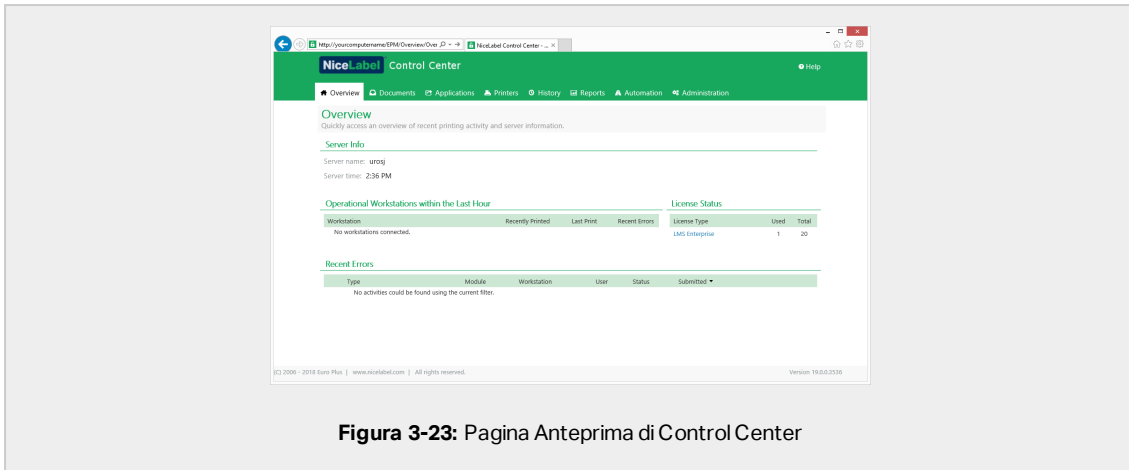 http://yourcomputername/EPM/Overview/Over
NiceLabel Control Center - ...
NiceLabel Control Center
Help
Overview Documents Applications Printers History Reports Automation Administration
Overview
Quickly access an overview of recent printing activity and server information.
Server Info
Server name: urosj
Server time: 2:36 PM
Operational Workstations within the Last Hour
License Status
Workstation Recently Printed Last Print Recent Errors
License Type Used Total
No workstations connected.
LMS Enterprise 1 20
Recent Errors
Type Module Workstation User Status Submitted
No activities could be found using the current filter.
(C) 2006 - 2018 Euro Plus | www.nicelabel.com | All rights reserved.
Version 19.0.0.2536
Figura 3-23: Pagina Anteprima di Control Center